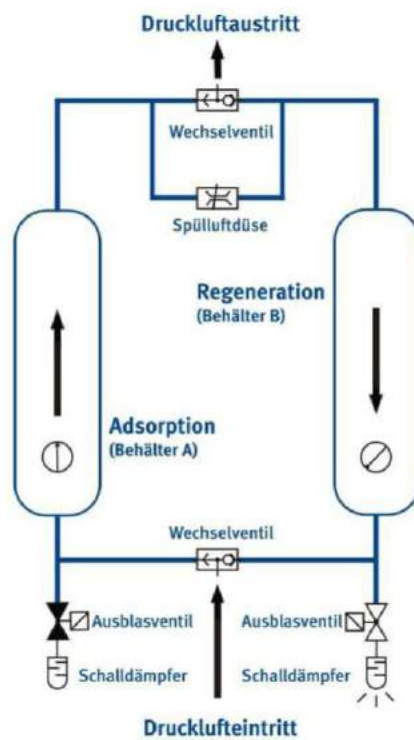 Druckluftaustritt
Wechselventil
Spülluftdüse
Regeneration
(Behälter B)
Adsorption
(Behälter A)
Wechselventil
Ausblasventil
Ausblasventil
Schalldämpfer
Schalldämpfer
Drucklufteintritt